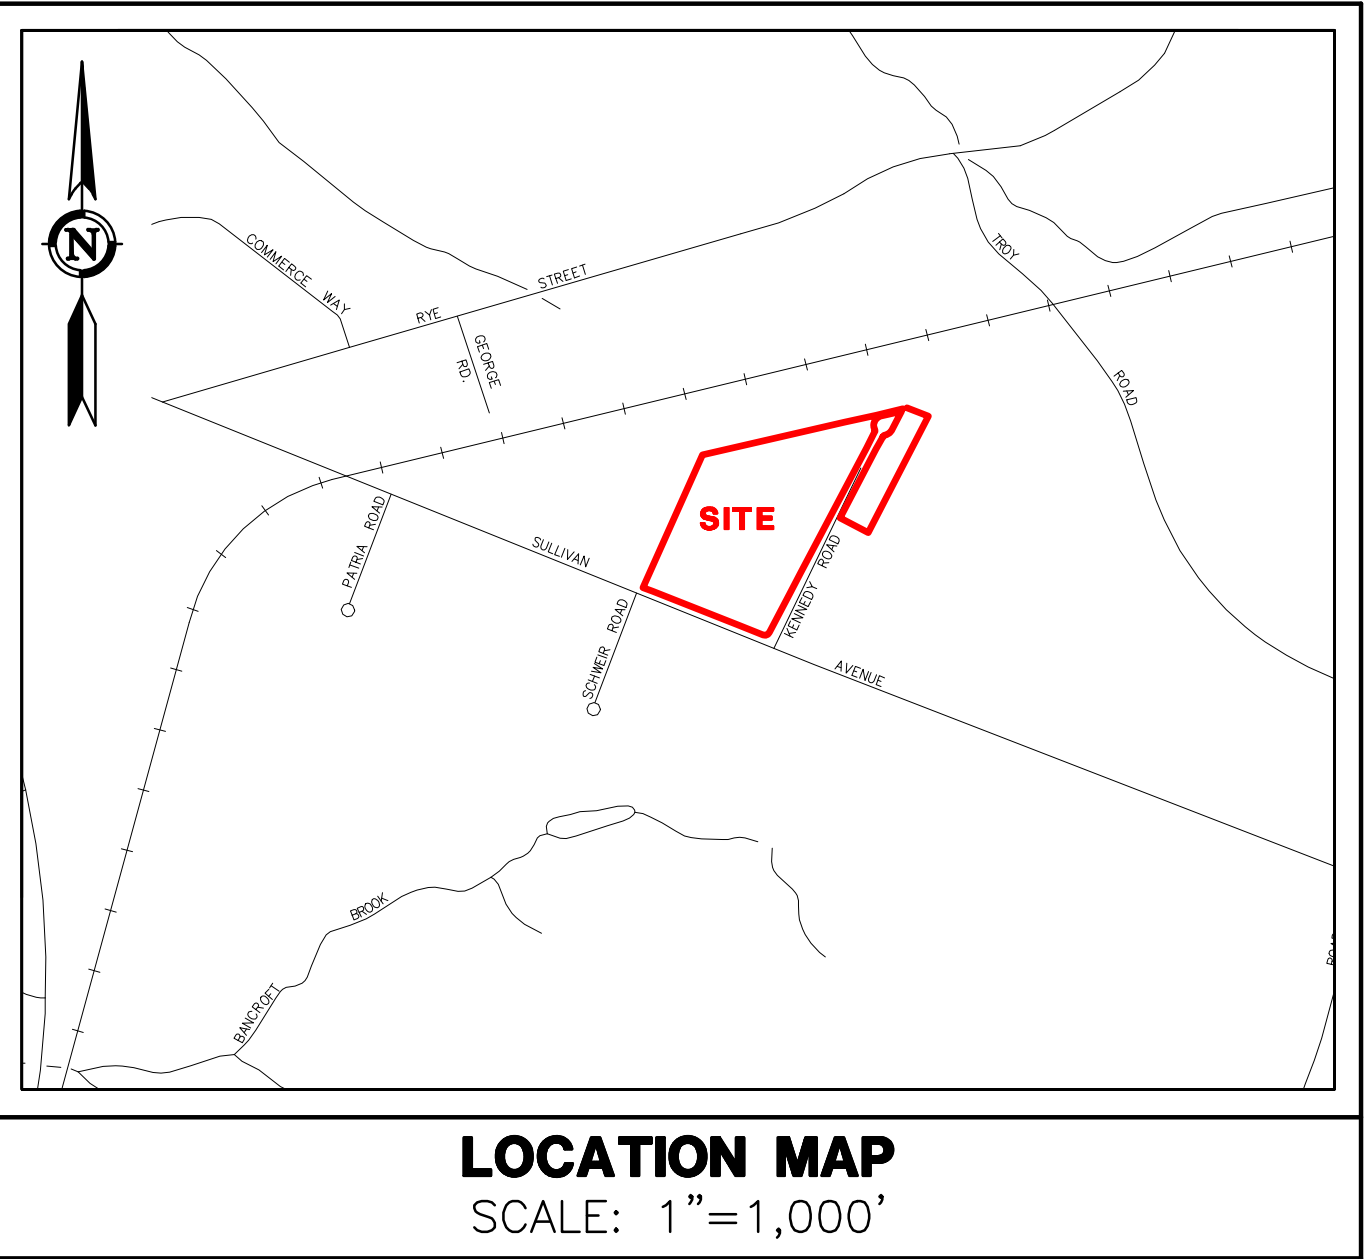 N
COMMERCE WAY
RYE STREET
GEORGE
RD.
TROY ROAD
SITE
PATRIA ROAD
SULLIVAN AVENUE
KENNEDY ROAD
SCHWEIR ROAD
BANCROFT BROOK
ROAD
LOCATION MAP
SCALE: 1"=1,000'